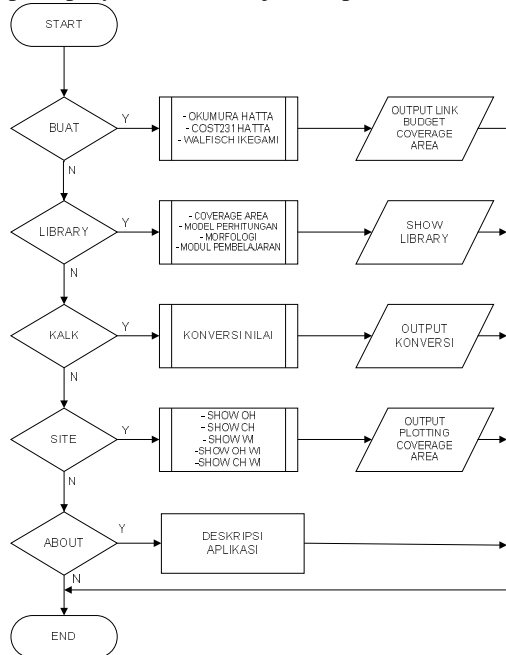 START
BUAT
Y
N
- OKUMURA HATTA
- COST231 HATTA
- WALFISCH IKEGAMI
OUTPUT LINK
BUDGET
COVERAGE
AREA
LIBRARY
Y
N
- COVERAGE AREA
- MODEL PERHITUNGAN
- MORFOLOGI
- MODUL PEMBELAJARAN
SHOW
LIBRARY
KALK
Y
N
KONVERSI NILAI
OUTPUT
KONVERSI
SITE
Y
N
- SHOW OH
- SHOW CH
- SHOW WI
- SHOW OH WI
- SHOW CH WI
OUTPUT
PLOTTING
COVERAGE
AREA
ABOUT
Y
N
DESKRIPSI
APLIKASI
END